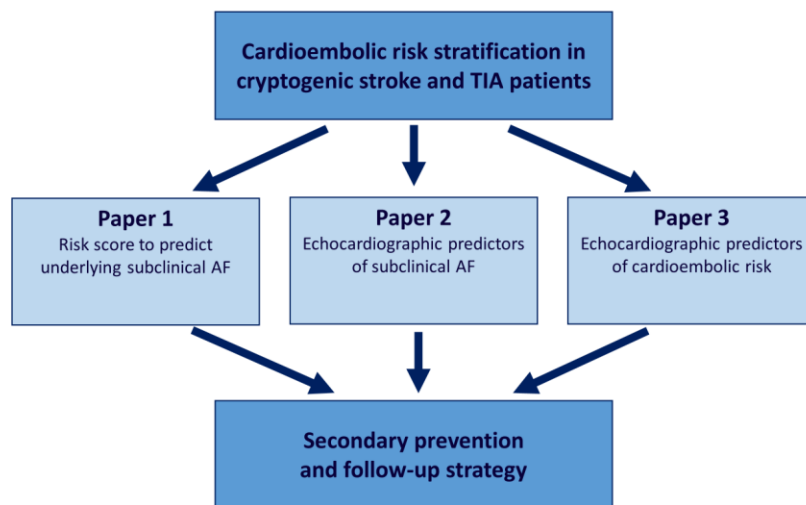 Cardioembolic risk stratification in
cryptogenic stroke and TIA patients
Paper 1
Risk score to predict
underlying subclinical AF
Paper 2
Echocardiographic predictors
of subclinical AF
Paper 3
Echocardiographic predictors
of cardioembolic risk
Secondary prevention
and follow-up strategy